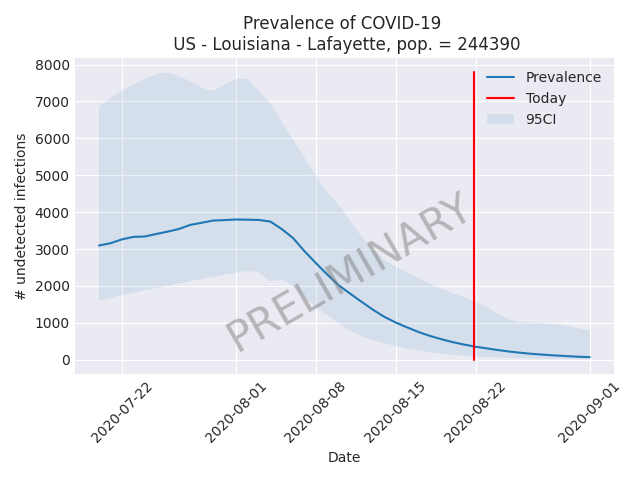 Prevalence of COVID-19
US - Louisiana - Lafayette, pop. = 244390
8000
7000
6000
5000
4000
3000
2000
1000
0
# undetected infections
Prevalence
Today
95CI
PRELIMINARY
2020-07-22
2020-08-01
2020-08-08
2020-08-15
2020-08-22
2020-09-01
Date